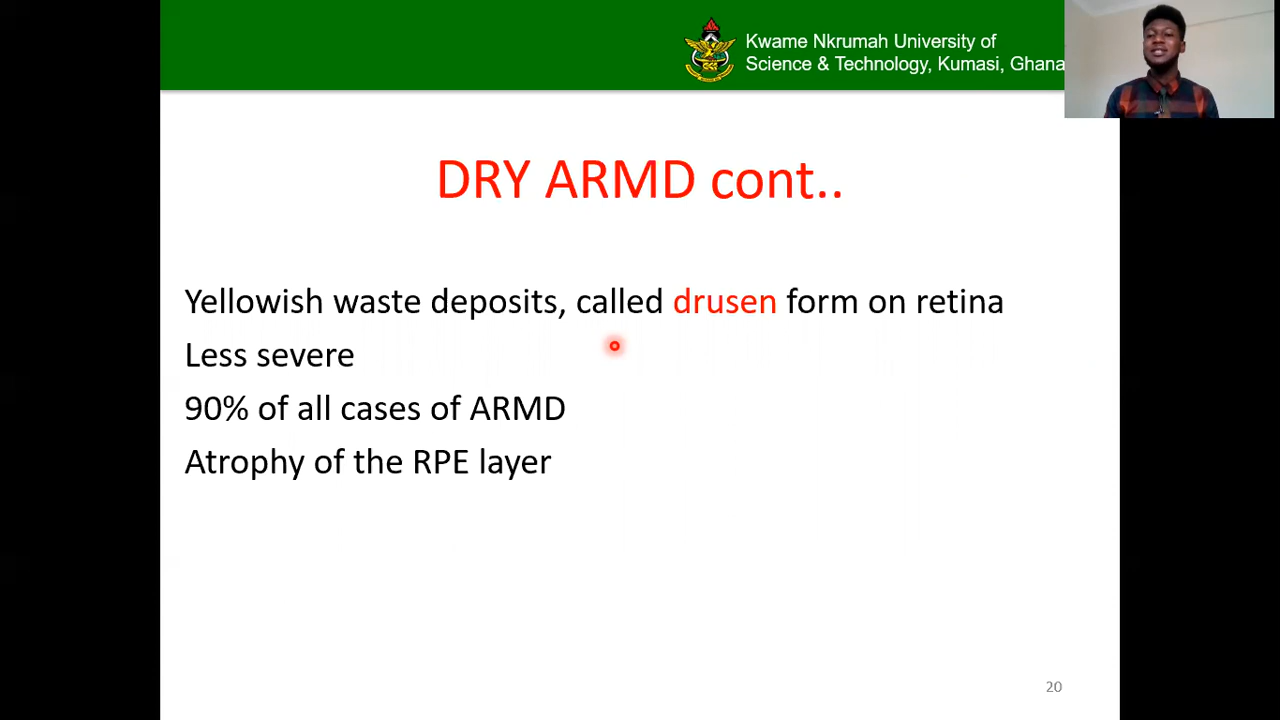 Kwame Nkrumah University of
Science & Technology, Kumasi, Ghana
DRY ARMD cont..
Yellowish waste deposits, called drusen form on retina
Less severe
90% of all cases of ARMD
Atrophy of the RPE layer
20